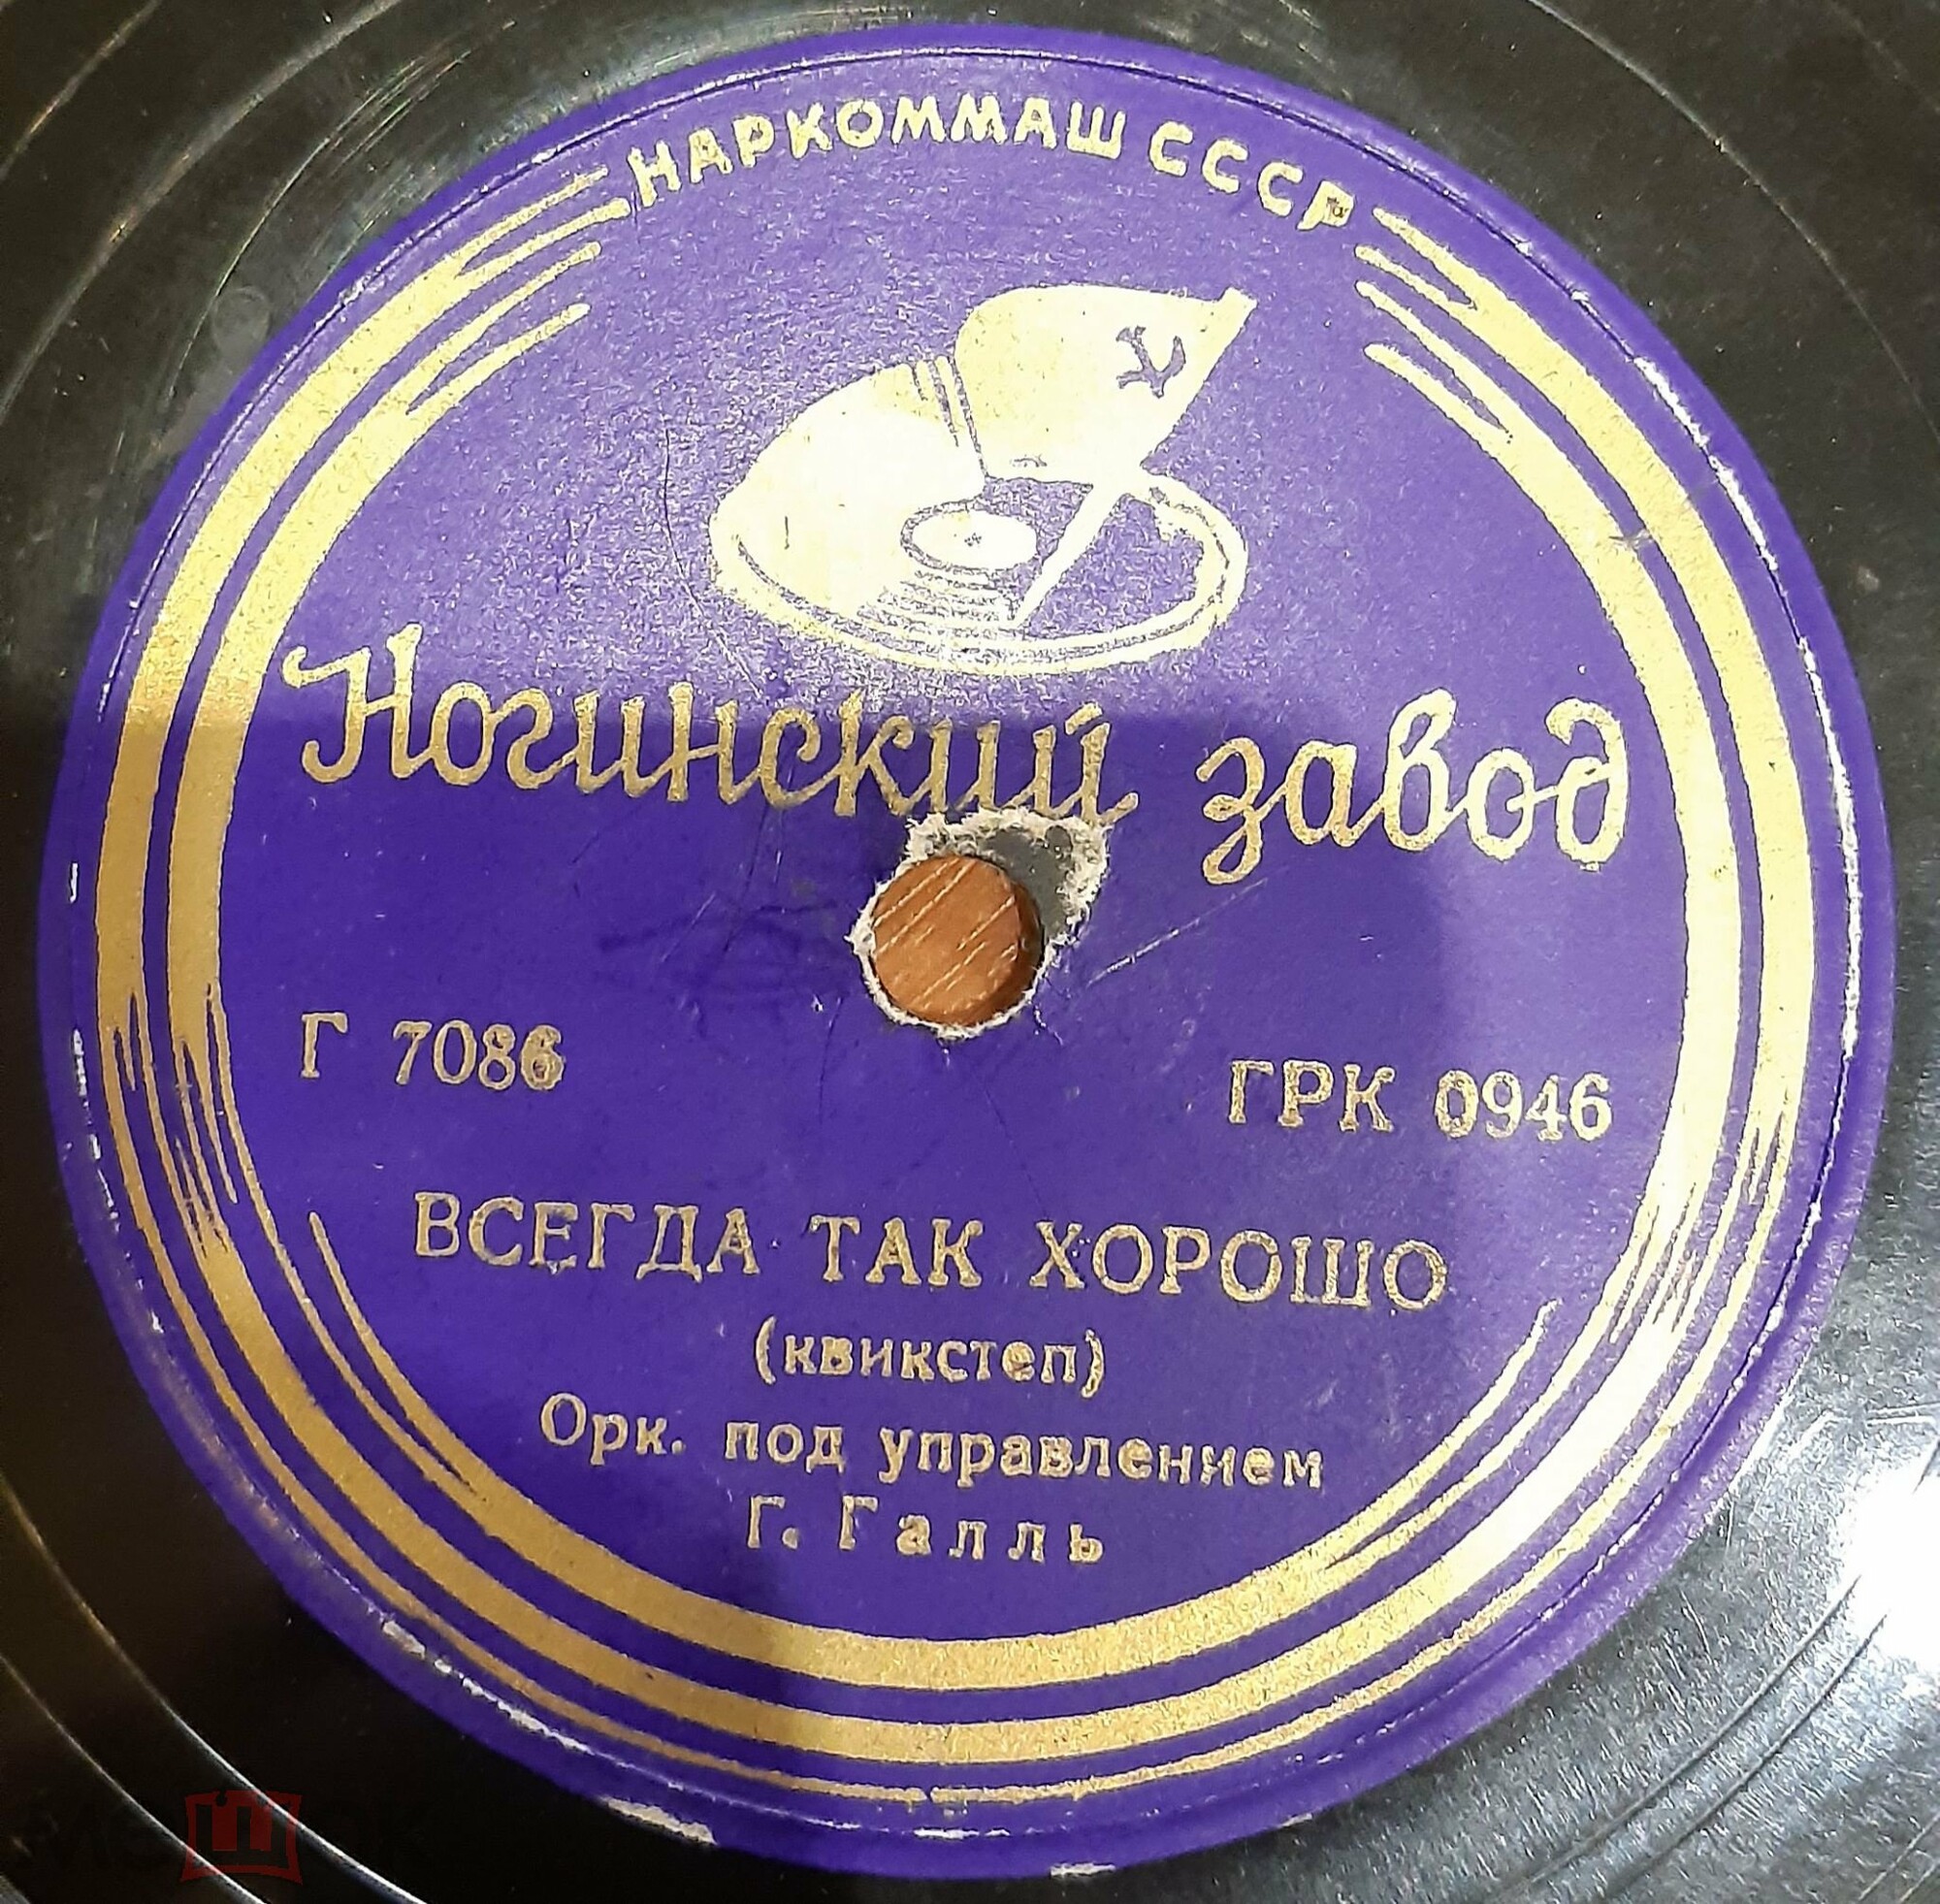 НАРКОММАШ СССР
Ногинский завод
Г 7086
ГРК 0946
ВСЕГДА ТАК ХОРОШО
(квикстеп)
Орк. под управлением
Г. Галль